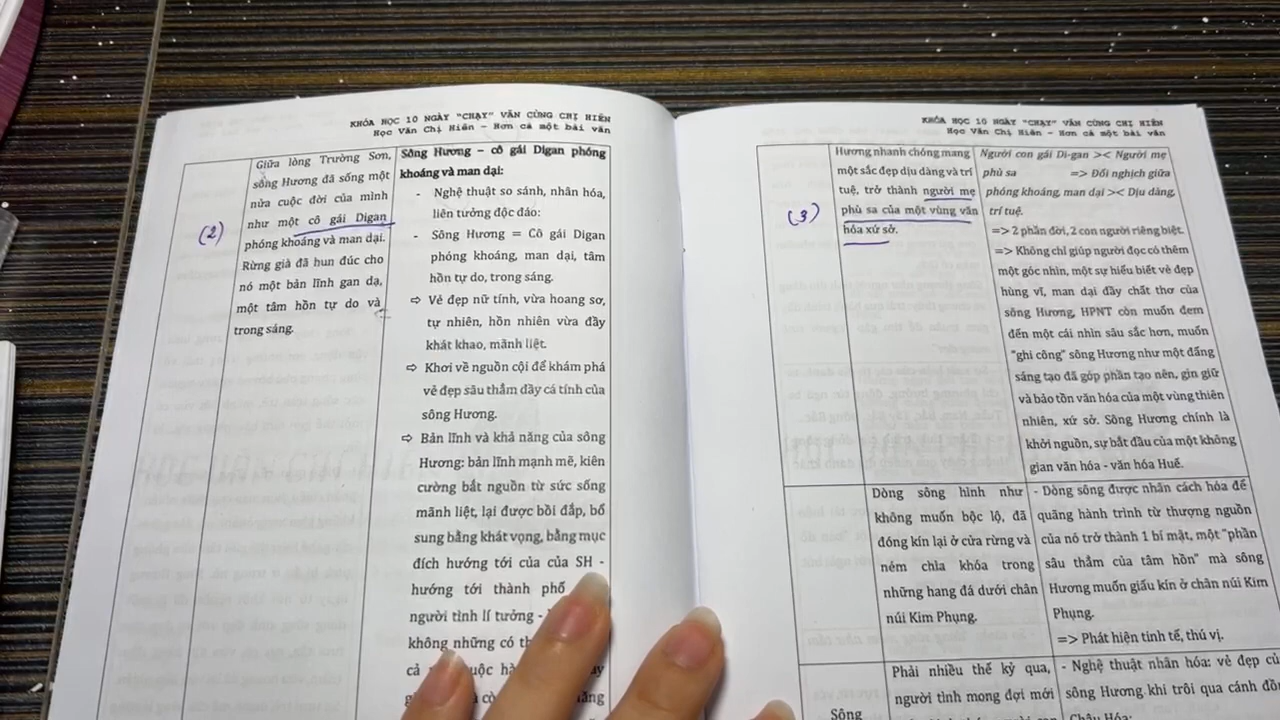 KHÓA HỌC 10 NGÀY "CHẠY" VĂN CÙNG CHỊ HIÊN
Học Văn Chị Hiên - Hơn cả một bài văn
(2)
Giữa lòng Trường Sơn,
sông Hương đã sống một
nửa cuộc đời của mình
như một cô gái Digan
phóng khoáng và man dại.
Rừng già đã hun đúc cho
nó một bản lĩnh gan dạ,
một tâm hồn tự do và
trong sáng.
Sông Hương – cô gái Digan phóng
khoáng và man dại:
- Nghệ thuật so sánh, nhân hóa,
liên tưởng độc đáo:
- Sông Hương = Cô gái Digan
phóng khoáng, man dại, tâm
hồn tự do, trong sáng.
⇨ Vẻ đẹp nữ tính, vừa hoang sơ,
tự nhiên, hồn nhiên vừa đầy
khát khao, mãnh liệt.
⇨ Khơi về nguồn cội để khám phá
vẻ đẹp sâu thẳm đầy cá tính của
sông Hương.
⇨ Bản lĩnh và khả năng của sông
Hương: bản lĩnh mạnh mẽ, kiên
cường bắt nguồn từ sức sống
mãnh liệt, lại được bồi đắp, bổ
sung bằng khát vọng, bằng mục
đích hướng tới của của SH -
hướng tới thành phố
người tình lí tưởng -
không những có
cả
KHÓA HỌC 10 NGÀY "CHẠY" VĂN CÙNG CHỊ HIÊN
Học Văn Chị Hiên - Hơn cả một bài văn
(3)
Hương nhanh chóng mang
một sắc đẹp dịu dàng và trí
tuệ, trở thành người mẹ
phù sa của một vùng văn
hóa xứ sở.
Người con gái Di-gan >< Người mẹ
phù sa => Đối nghịch giữa
phóng khoáng, man dại >< Dịu dàng,
trí tuệ.
=> 2 phần đời, 2 con người riêng biệt.
=> Không chỉ giúp người đọc có thêm
một góc nhìn, một sự hiểu biết vẻ đẹp
hùng vĩ, man dại đầy chất thơ của
sông Hương, HPNT còn muốn đem
đến một cái nhìn sâu sắc hơn, muốn
"ghi công" sông Hương như một đấng
sáng tạo đã góp phần tạo nên, gìn giữ
và bảo tồn văn hóa của một vùng thiên
nhiên, xứ sở. Sông Hương chính là
khởi nguồn, sự bắt đầu của một không
gian văn hóa - văn hóa Huế.
Dòng sông hình như
không muốn bộc lộ, đã
đóng kín lại ở cửa rừng và
ném chìa khóa trong
những hang đá dưới chân
núi Kim Phụng.
- Dòng sông được nhân cách hóa để
quãng hành trình từ thượng nguồn
của nó trở thành 1 bí mật, một "phần
sâu thẳm của tâm hồn" mà sông
Hương muốn giấu kín ở chân núi Kim
Phụng.
=> Phát hiện tinh tế, thú vị.
Sông
Phải nhiều thế kỷ qua,
người tình mong đợi mới
- Nghệ thuật nhân hóa: vẻ đẹp của
sông Hương khi trôi qua cánh đồng
Châu Hóa: